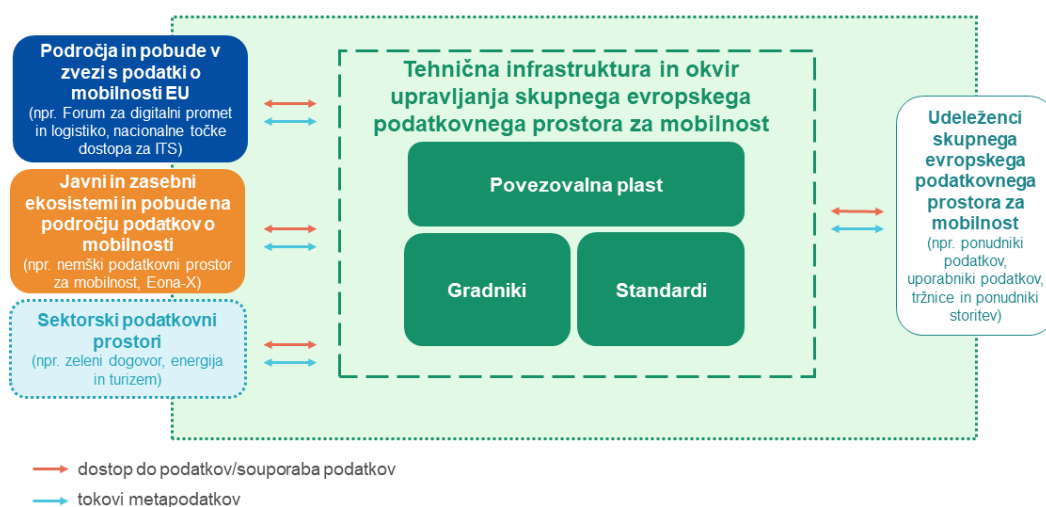 Področja in pobude v
zvezi s podatki o
mobilnosti EU
(npr. Forum za digitalni promet
in logistiko, nacionalne točke
dostopa za ITS)
Javni in zasebni
ekosistemi in pobude na
področju podatkov o
mobilnosti
(npr. nemški podatkovni prostor
za mobilnost, Eona-X)
Sektorski podatkovni
prostori
(npr. zeleni dogovor, energija
in turizem)
Tehnična infrastruktura in okvir
upravljanja skupnega evropskega
podatkovnega prostora za mobilnost
Povezovalna plast
Gradniki
Standardi
Udeleženci
skupnega
evropskega
podatkovnega
prostora za
mobilnost
(npr. ponudniki
podatkov,
uporabniki podatkov,
tržnice in ponudniki
storitev)
dostop do podatkov/souporaba podatkov
tokovi metapodatkov